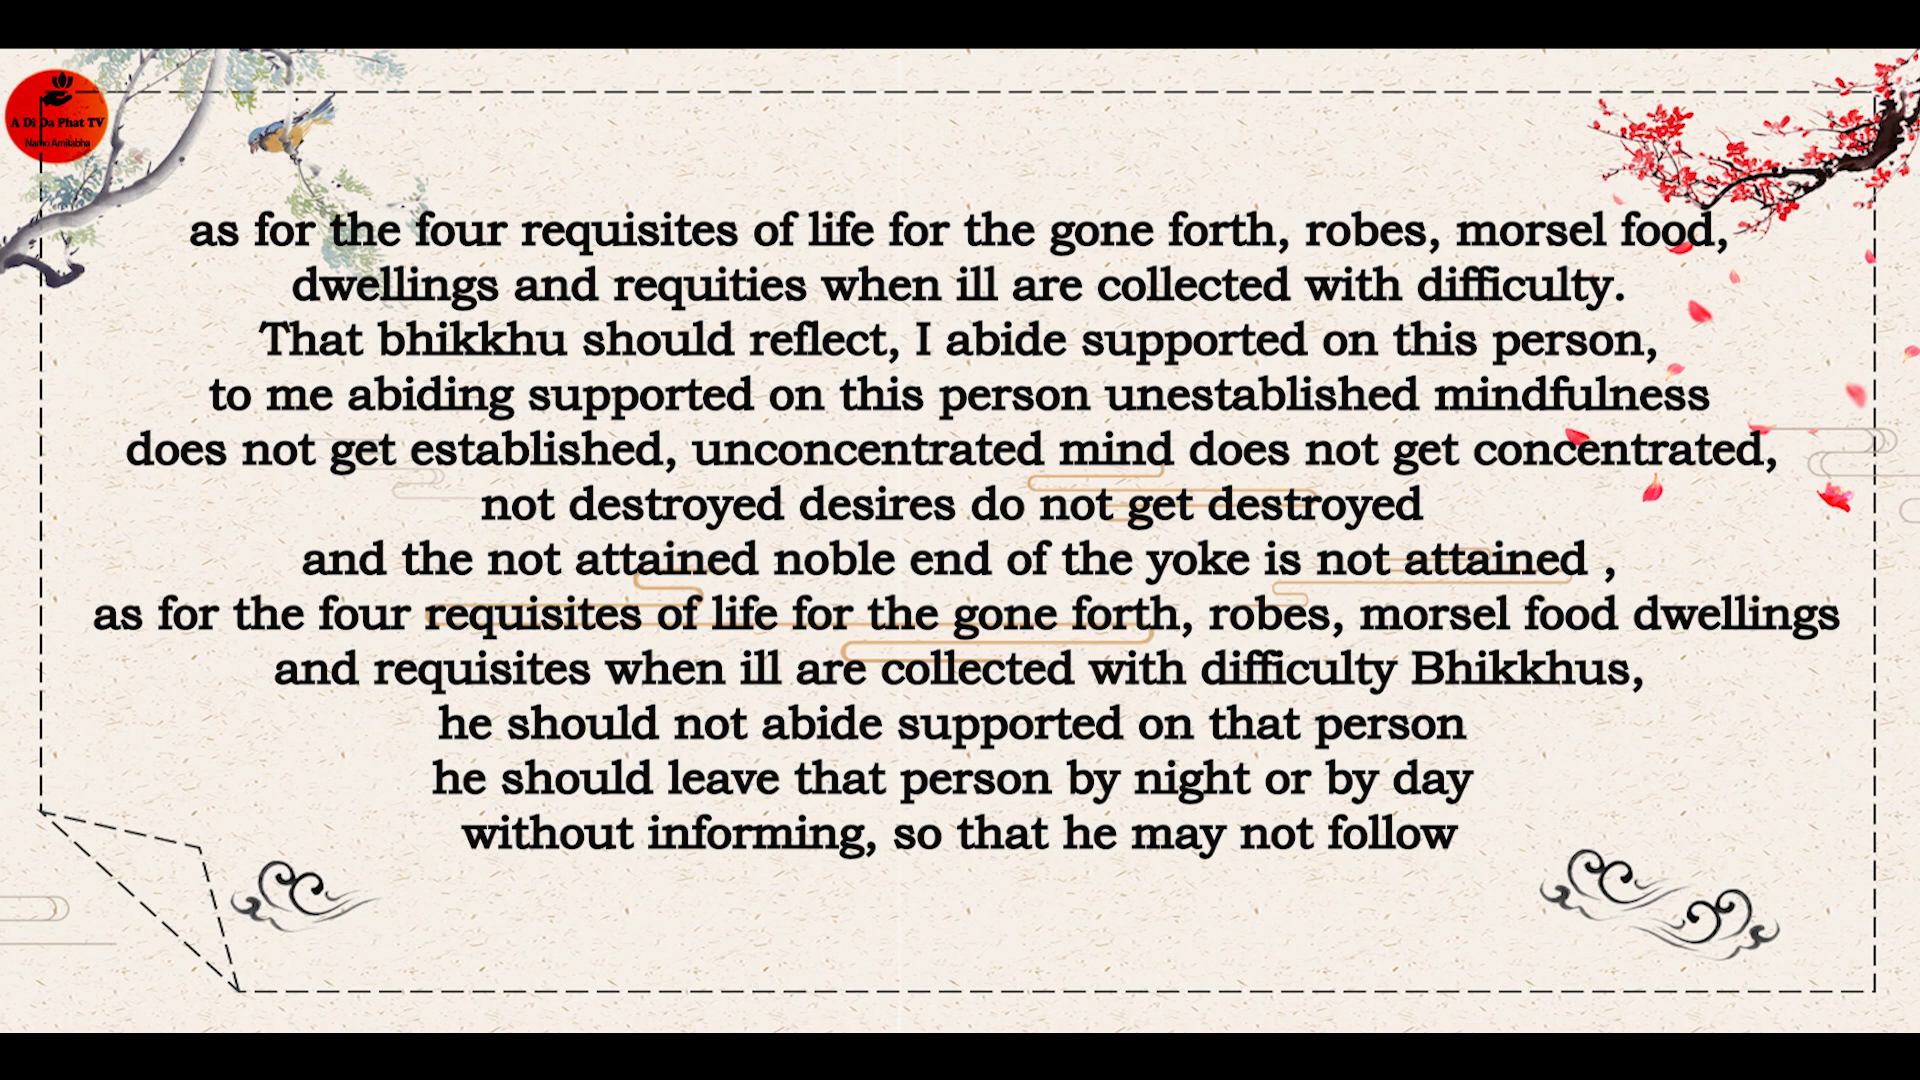 A Di Da Phat TV
Namo Amitabha
as for the four requisites of life for the gone forth, robes, morsel food,
dwellings and requities when ill are collected with difficulty.
That bhikkhu should reflect, I abide supported on this person,
to me abiding supported on this person unestablished mindfulness
does not get established, unconcentrated mind does not get concentrated,
not destroyed desires do not get destroyed
and the not attained noble end of the yoke is not attained ,
as for the four requisites of life for the gone forth, robes, morsel food dwellings
and requisites when ill are collected with difficulty Bhikkhus,
he should not abide supported on that person
he should leave that person by night or by day
without informing, so that he may not follow